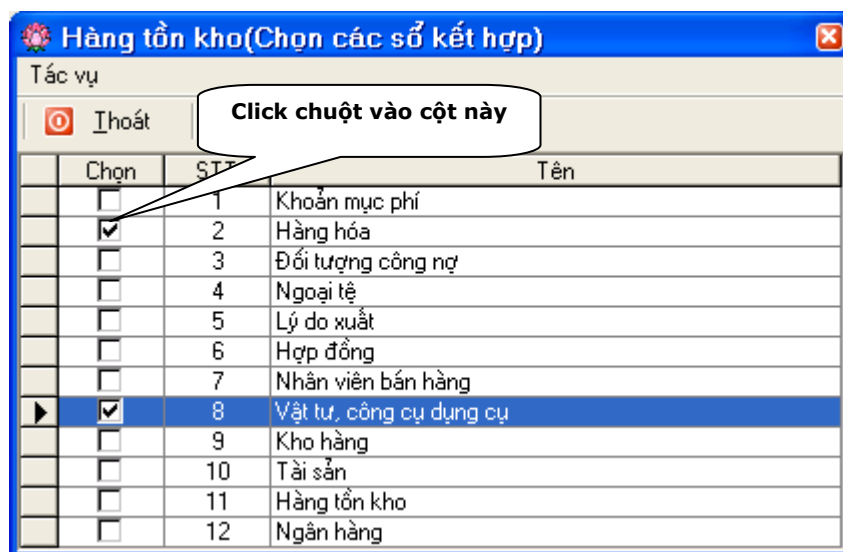 Hàng tồn kho(Chọn các sổ kết hợp)
Tác vụ
Thoát
Click chuột vào cột này
Chọn STT Tên
1 Khoản mục phí
2 Hàng hóa
3 Đối tượng công nợ
4 Ngoại tệ
5 Lý do xuất
6 Hợp đồng
7 Nhân viên bán hàng
8 Vật tư, công cụ dụng cụ
9 Kho hàng
10 Tài sản
11 Hàng tồn kho
12 Ngân hàng